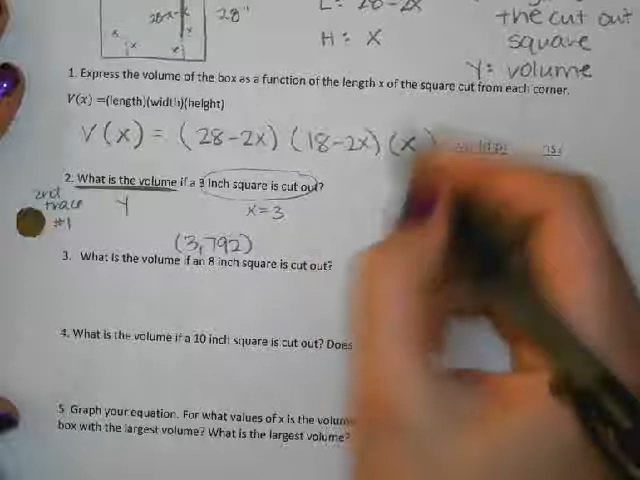 28-x
28"
L: 28-2x
the cut out
H: x
square
x
x
x
y: volume
1. Express the volume of the box as a function of the length x of the square cut from each corner.
V(x) =(length)(width)(height)
V(x) = (28-2x) (18-2x) (x)
2. What is the volume if a 3 inch square is cut out?
2nd
trace
#1
y
x=3
(3,792)
3. What is the volume if an 8 inch square is cut out?
4. What is the volume if a 10 inch square is cut out? Does
5. Graph your equation. For what values of x is the volum
box with the largest volume? What is the largest volume?